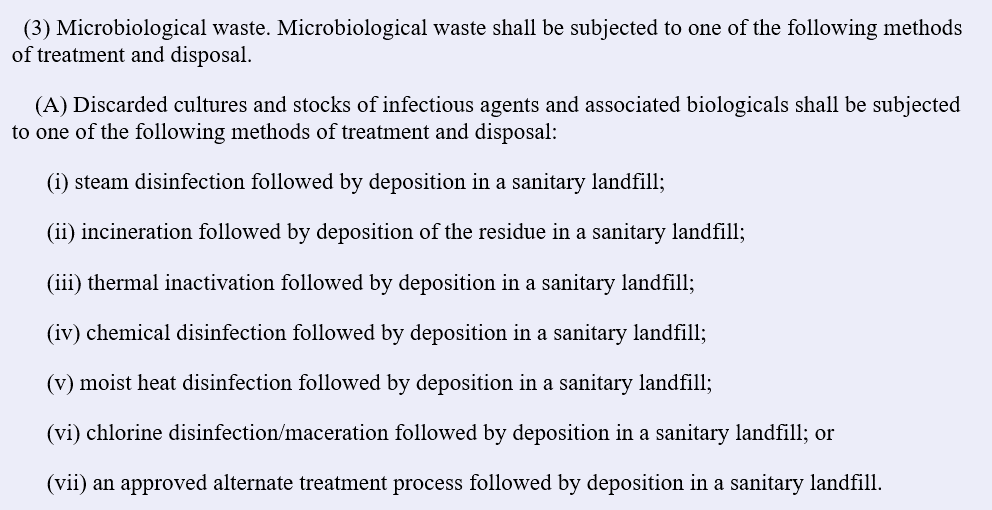 (3) Microbiological waste. Microbiological waste shall be subjected to one of the following methods
of treatment and disposal.
(A) Discarded cultures and stocks of infectious agents and associated biologicals shall be subjected
to one of the following methods of treatment and disposal:
(i) steam disinfection followed by deposition in a sanitary landfill;
(ii) incineration followed by deposition of the residue in a sanitary landfill;
(iii) thermal inactivation followed by deposition in a sanitary landfill;
(iv) chemical disinfection followed by deposition in a sanitary landfill;
(v) moist heat disinfection followed by deposition in a sanitary landfill;
(vi) chlorine disinfection/maceration followed by deposition in a sanitary landfill; or
(vii) an approved alternate treatment process followed by deposition in a sanitary landfill.